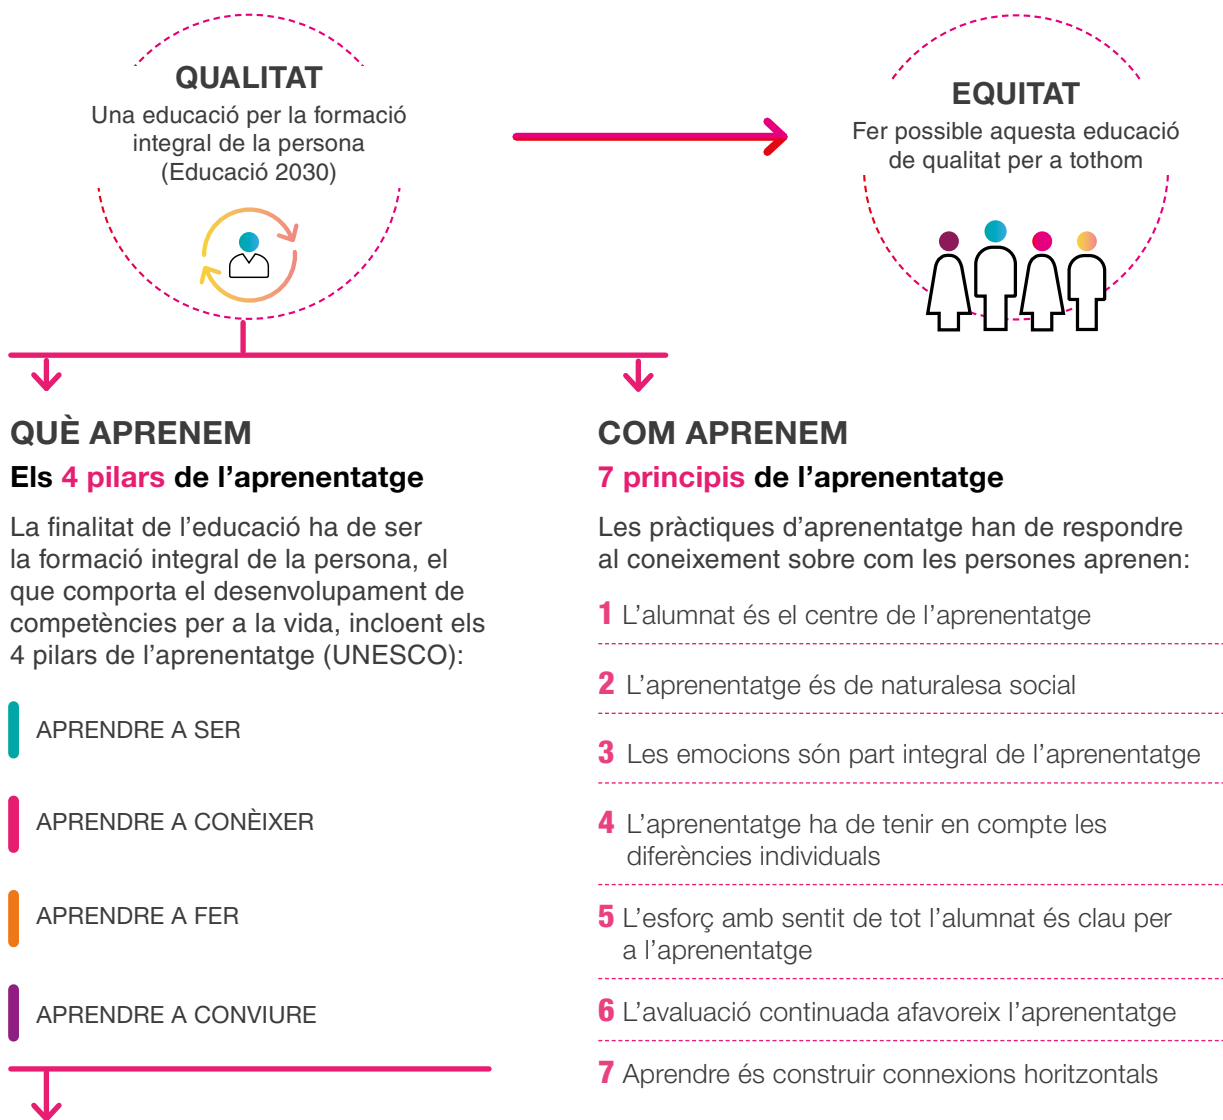 QUALITAT
Una educació per la formació
integral de la persona
(Educació 2030)
EQUITAT
Fer possible aquesta educació
de qualitat per a tothom
QUÈ APRENEM
Els 4 pilars de l’aprenentatge
La finalitat de l’educació ha de ser
la formació integral de la persona, el
que comporta el desenvolupament de
competències per a la vida, incloent els
4 pilars de l’aprenentatge (UNESCO):
APRENDRE A SER
APRENDRE A CONÈIXER
APRENDRE A FER
APRENDRE A CONVIURE
COM APRENEM
7 principis de l’aprenentatge
Les pràctiques d’aprenentatge han de respondre
al coneixement sobre com les persones aprenen:
1 L’alumnat és el centre de l’aprenentatge
2 L’aprenentatge és de naturalesa social
3 Les emocions són part integral de l’aprenentatge
4 L’aprenentatge ha de tenir en compte les
diferències individuals
5 L’esforç amb sentit de tot l’alumnat és clau per
a l’aprenentatge
6 L’avaluació continuada afavoreix l’aprenentatge
7 Aprendre és construir connexions horitzontals